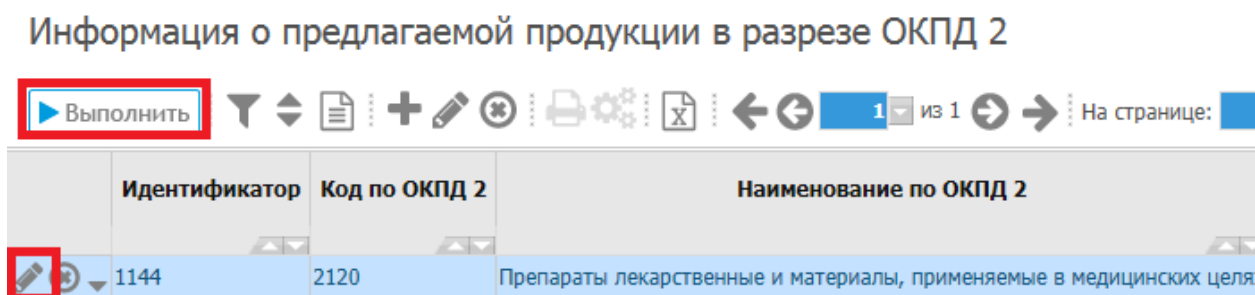 Информация о предлагаемой продукции в разрезе ОКПД 2
Выполнить 1 из 1 На странице:
Идентификатор Код по ОКПД 2 Наименование по ОКПД 2
1144 2120 Препараты лекарственные и материалы, применяемые в медицинских